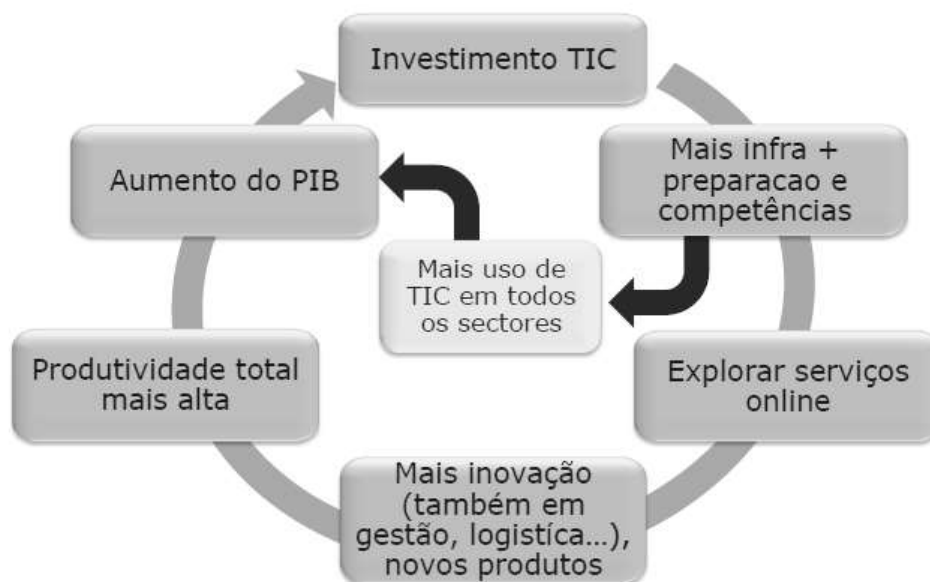 Investimento TIC
Mais infra +
preparacao e
competências
Aumento do PIB
Mais uso de
TIC em todos
os sectores
Explorar serviços
online
Produtividade total
mais alta
Mais inovação
(também em
gestão, logistíca...),
novos produtos